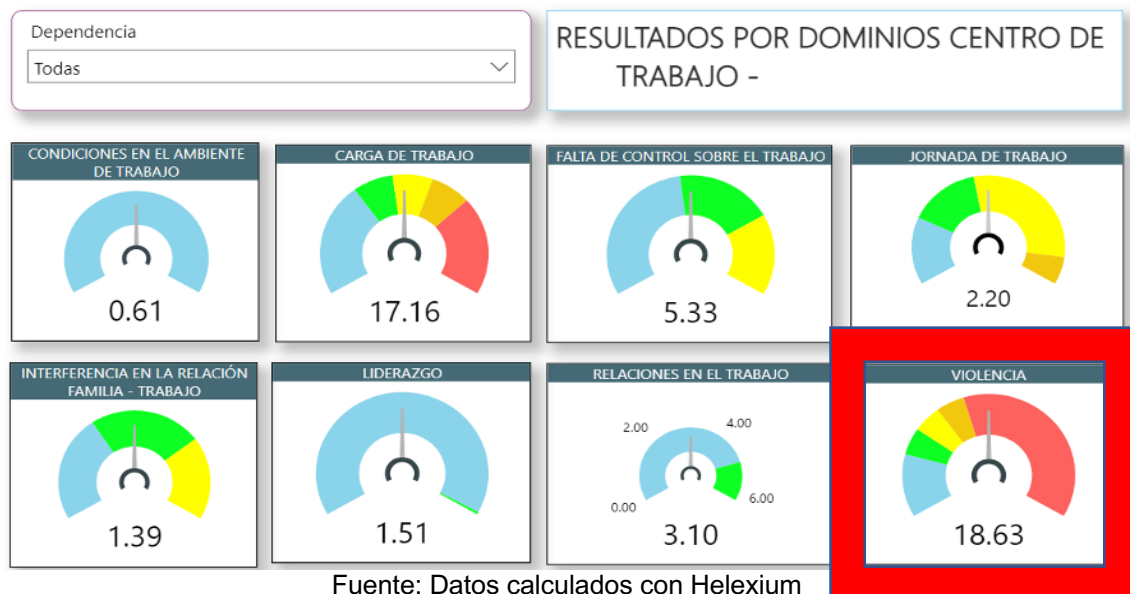 Dependencia
Todas
RESULTADOS POR DOMINIOS CENTRO DE
TRABAJO -
CONDICIONES EN EL AMBIENTE
DE TRABAJO
0.61
CARGA DE TRABAJO
17.16
FALTA DE CONTROL SOBRE EL TRABAJO
5.33
JORNADA DE TRABAJO
2.20
INTERFERENCIA EN LA RELACIÓN
FAMILIA - TRABAJO
1.39
LIDERAZGO
1.51
RELACIONES EN EL TRABAJO
2.00
4.00
0.00
6.00
3.10
VIOLENCIA
18.63
Fuente: Datos calculados con Helexium